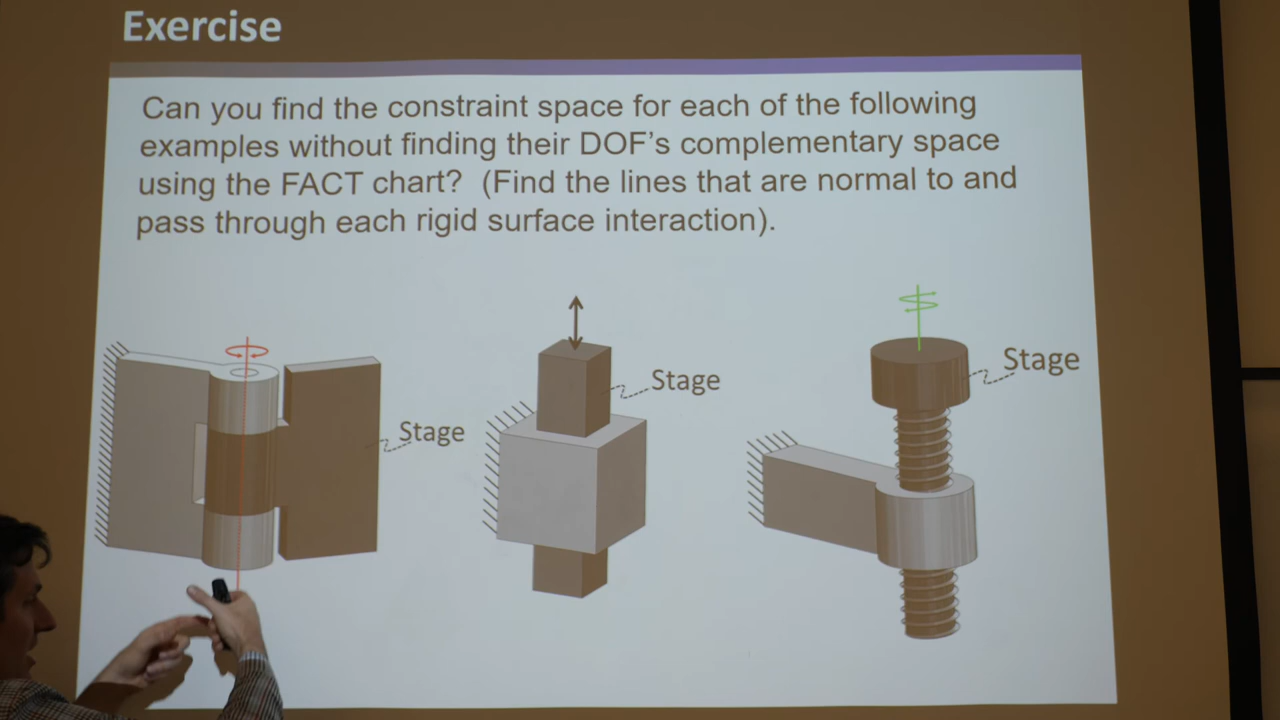 Exercise
Can you find the constraint space for each of the following
examples without finding their DOF’s complementary space
using the FACT chart? (Find the lines that are normal to and
pass through each rigid surface interaction).
Stage
Stage
Stage